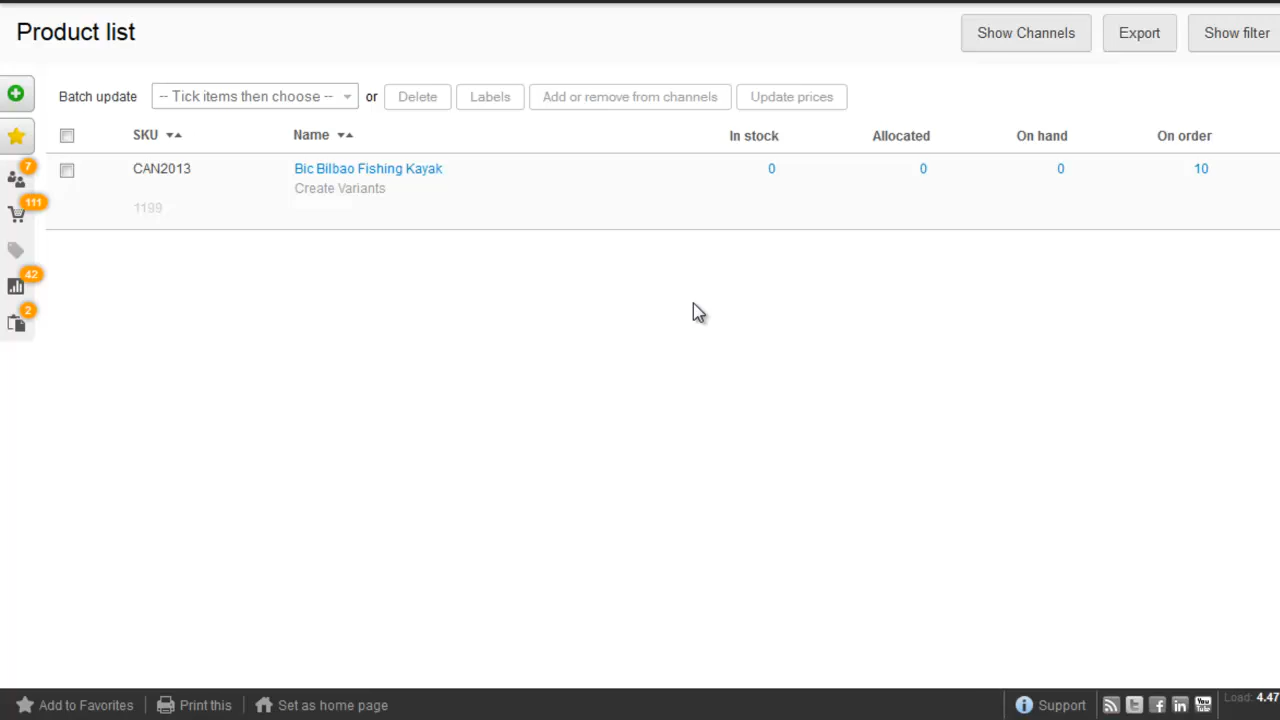 Product list
Show Channels
Export
Show filter
Batch update
-- Tick items then choose --
or
Delete
Labels
Add or remove from channels
Update prices
SKU
Name
In stock
Allocated
On hand
On order
CAN2013
Bic Bilbao Fishing Kayak
0
0
0
10
Create Variants
1199
7
111
42
2
Add to Favorites
Print this
Set as home page
Support
You Tube
Load: 4.47